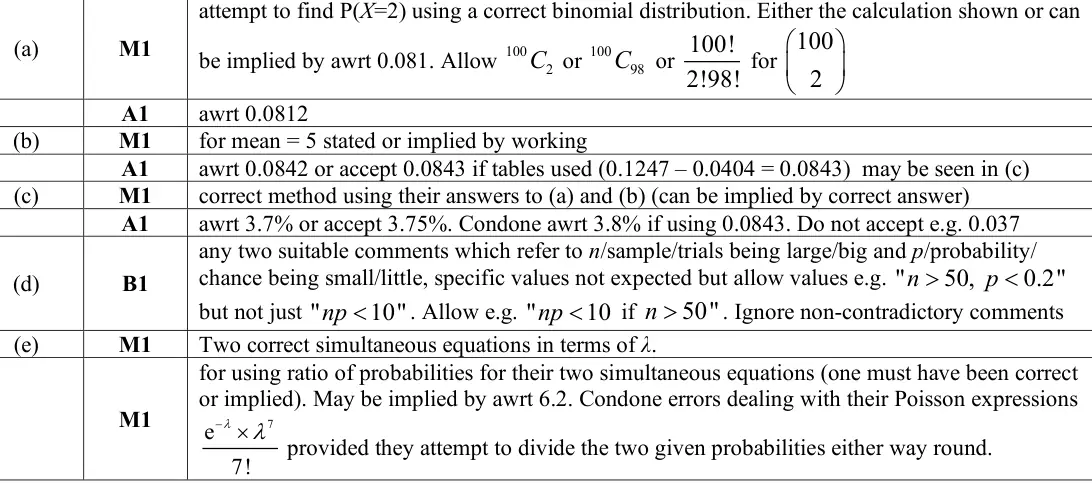 attempt to find P(X=2) using a correct binomial distribution. Either the calculation shown or can
(a) M1 be implied by awrt 0.081. Allow ¹⁰⁰C₂ or ¹⁰⁰C₉₈ or 100!/2!98! for (100 2)
A1 awrt 0.0812
(b) M1 for mean = 5 stated or implied by working
A1 awrt 0.0842 or accept 0.0843 if tables used (0.1247 – 0.0404 = 0.0843) may be seen in (c)
(c) M1 correct method using their answers to (a) and (b) (can be implied by correct answer)
A1 awrt 3.7% or accept 3.75%. Condone awrt 3.8% if using 0.0843. Do not accept e.g. 0.037
any two suitable comments which refer to n/sample/trials being large/big and p/probability/
(d) B1 chance being small/little, specific values not expected but allow values e.g. "n > 50, p < 0.2"
but not just "np < 10". Allow e.g. "np < 10 if n > 50". Ignore non-contradictory comments
(e) M1 Two correct simultaneous equations in terms of λ.
for using ratio of probabilities for their two simultaneous equations (one must have been correct
M1 or implied). May be implied by awrt 6.2. Condone errors dealing with their Poisson expressions
e^(−λ) × λ⁷/7! provided they attempt to divide the two given probabilities either way round.